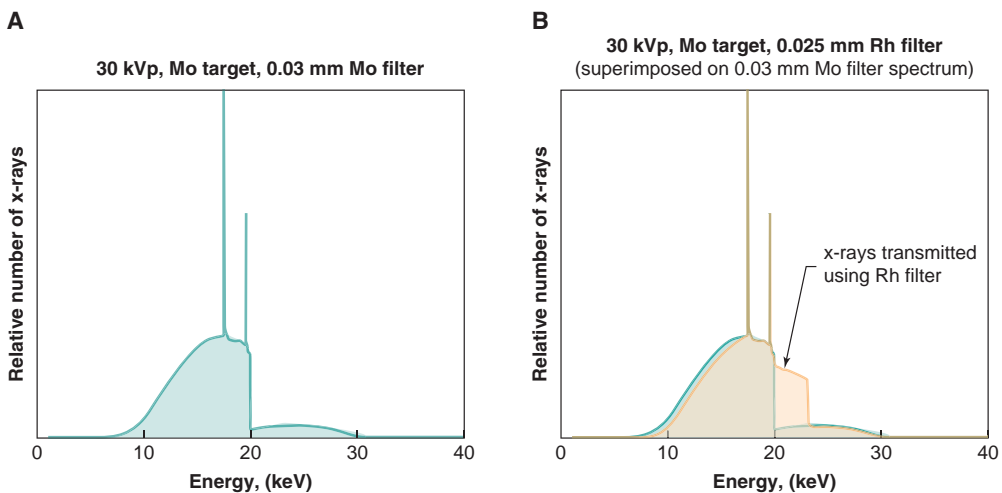 A
30 kVp, Mo target, 0.03 mm Mo filter
Relative number of x-rays
0
10
20
30
40
Energy, (keV)
B
30 kVp, Mo target, 0.025 mm Rh filter
(superimposed on 0.03 mm Mo filter spectrum)
Relative number of x-rays
x-rays transmitted
using Rh filter
0
10
20
30
40
Energy, (keV)